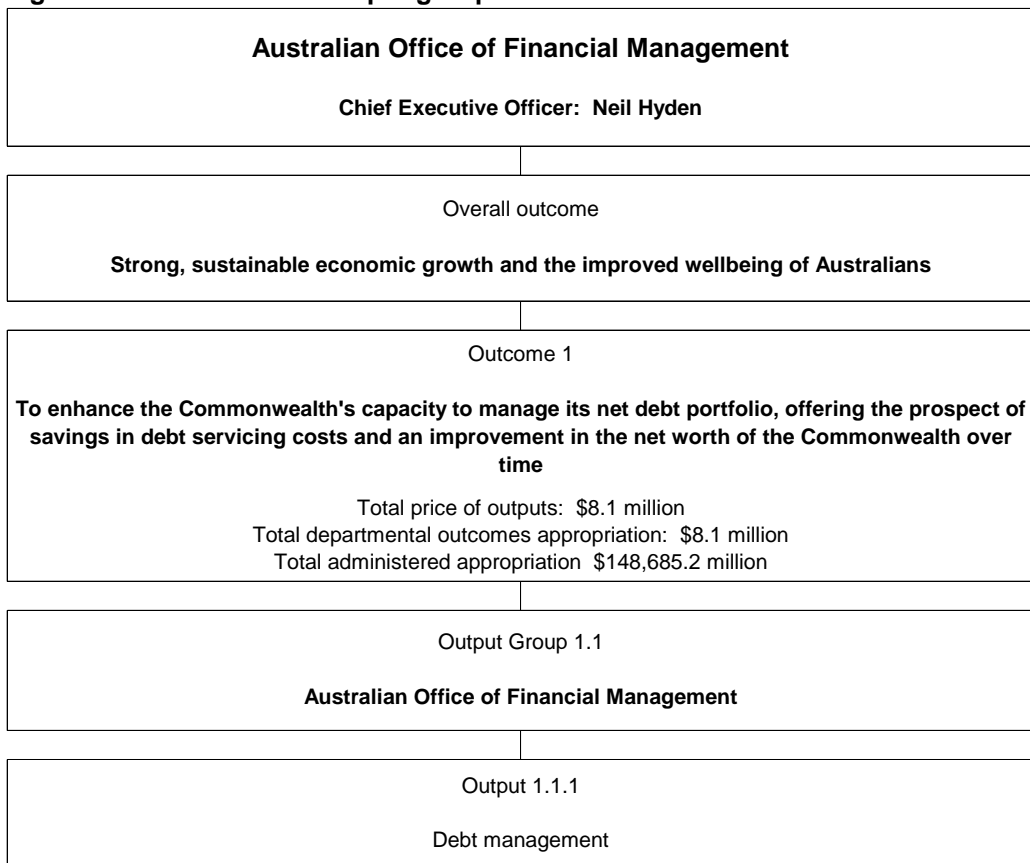 Australian Office of Financial Management
Chief Executive Officer: Neil Hyden
Overall outcome
Strong, sustainable economic growth and the improved wellbeing of Australians
Outcome 1
To enhance the Commonwealth's capacity to manage its net debt portfolio, offering the prospect of
savings in debt servicing costs and an improvement in the net worth of the Commonwealth over
time
Total price of outputs: $8.1 million
Total departmental outcomes appropriation: $8.1 million
Total administered appropriation $148,685.2 million
Output Group 1.1
Australian Office of Financial Management
Output 1.1.1
Debt management